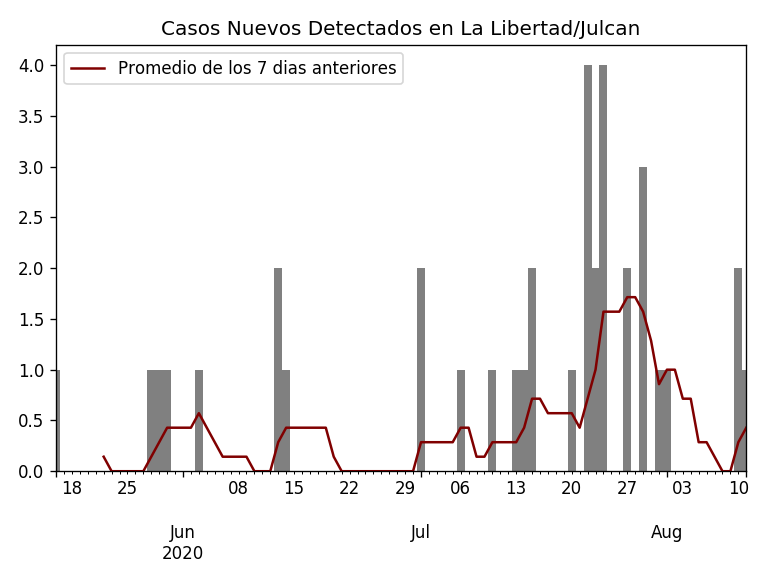 Casos Nuevos Detectados en La Libertad/Julcan
Promedio de los 7 dias anteriores
4.0
3.5
3.0
2.5
2.0
1.5
1.0
0.5
0.0
18 25 08 15 22 29 06 13 20 27 03 10
Jun Jul Aug
2020